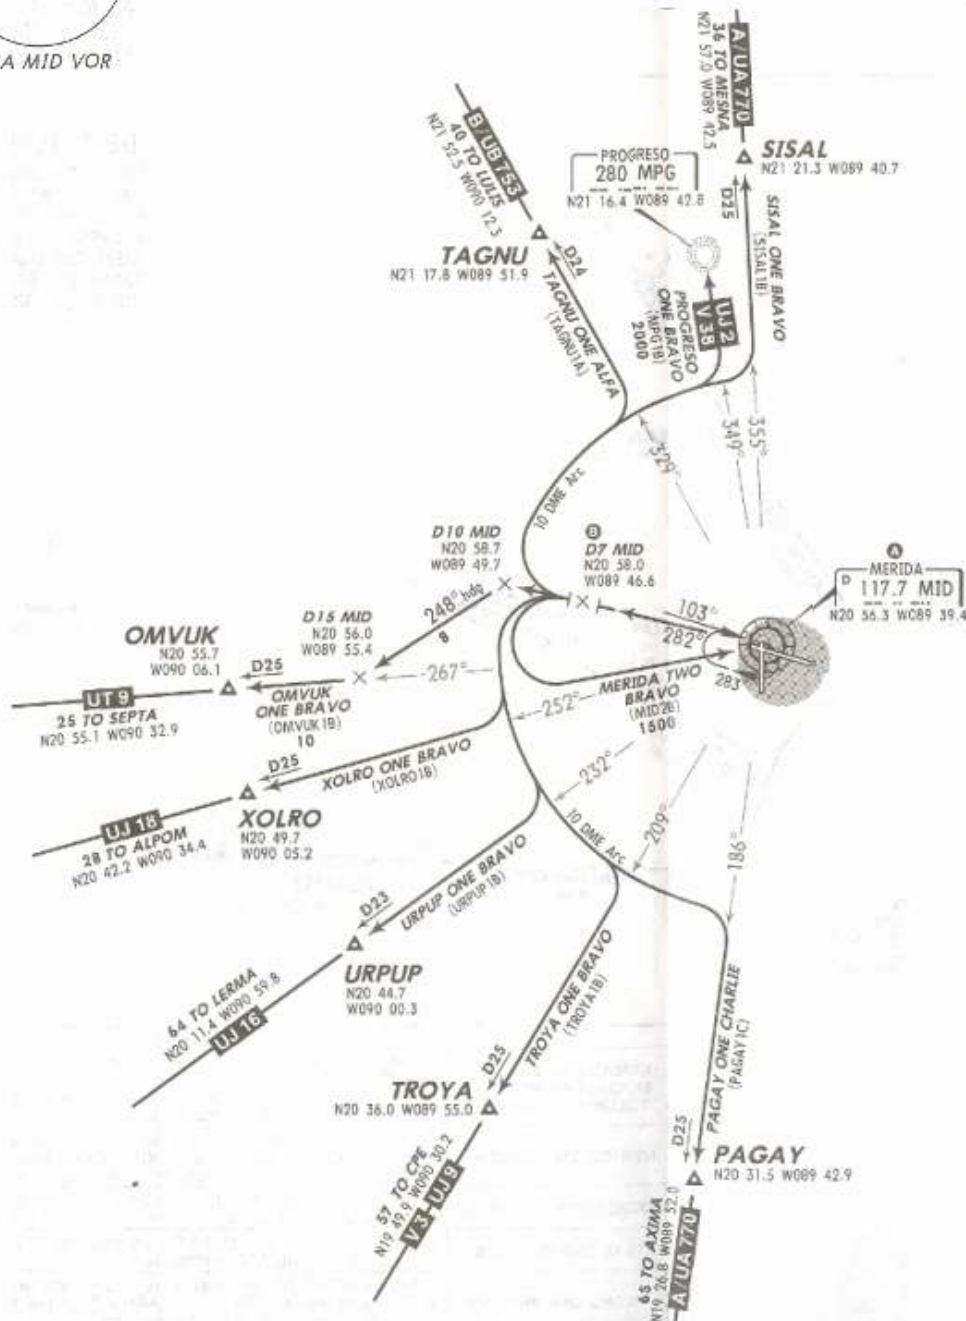 A MID VOR
A/UA 770
36 TO MESNA
N21 57.0 W089 42.5
SISAL
N21 21.3 W089 40.7
D25
SISAL ONE BRAVO
(SISAL1B)
PROGRESO
280 MPG
N21 16.4 W089 42.8
B/UB 753
40 TO LULIS
N21 52.5 W090 12.3
TAGNU
N21 17.8 W089 51.9
D24
TAGNU ONE ALFA
(TAGNU1A)
PROGRESO
ONE BRAVO
(MPG1B)
2000
V 38
UJ 2
329°
349°
355°
10 DME Arc
D10 MID
N20 58.7
W089 49.7
B
D7 MID
N20 58.0
W089 46.6
A
MERIDA
D 117.7 MID
N20 56.3 W089 39.4
103°
282°
283
248° hdg
8
D15 MID
N20 56.0
W089 55.4
OMVUK
N20 55.7
W090 06.1
D25
267°
OMVUK
ONE BRAVO
(OMVUK1B)
10
UT 9
25 TO SEPTA
N20 55.1 W090 32.9
252°
MERIDA TWO
BRAVO
(MID2B)
1500
D25
XOLRO ONE BRAVO
(XOLRO1B)
XOLRO
N20 49.7
W090 05.2
UJ 18
28 TO ALPOM
N20 42.2 W090 34.4
232°
10 DME Arc
209°
186°
D23
URPUP ONE BRAVO
(URPUP1B)
URPUP
N20 44.7
W090 00.3
64 TO LERMA
N20 11.4 W090 59.8
UJ 16
TROYA ONE BRAVO
(TROYA1B)
D25
TROYA
N20 36.0 W089 55.0
57 TO CPE
N19 49.9 W090 30.2
V 3
UJ 9
PAGAY ONE CHARLIE
(PAGAY1C)
D25
PAGAY
N20 31.5 W089 42.9
65 TO AXIMA
N19 26.8 W089 52.0
A/UA 770